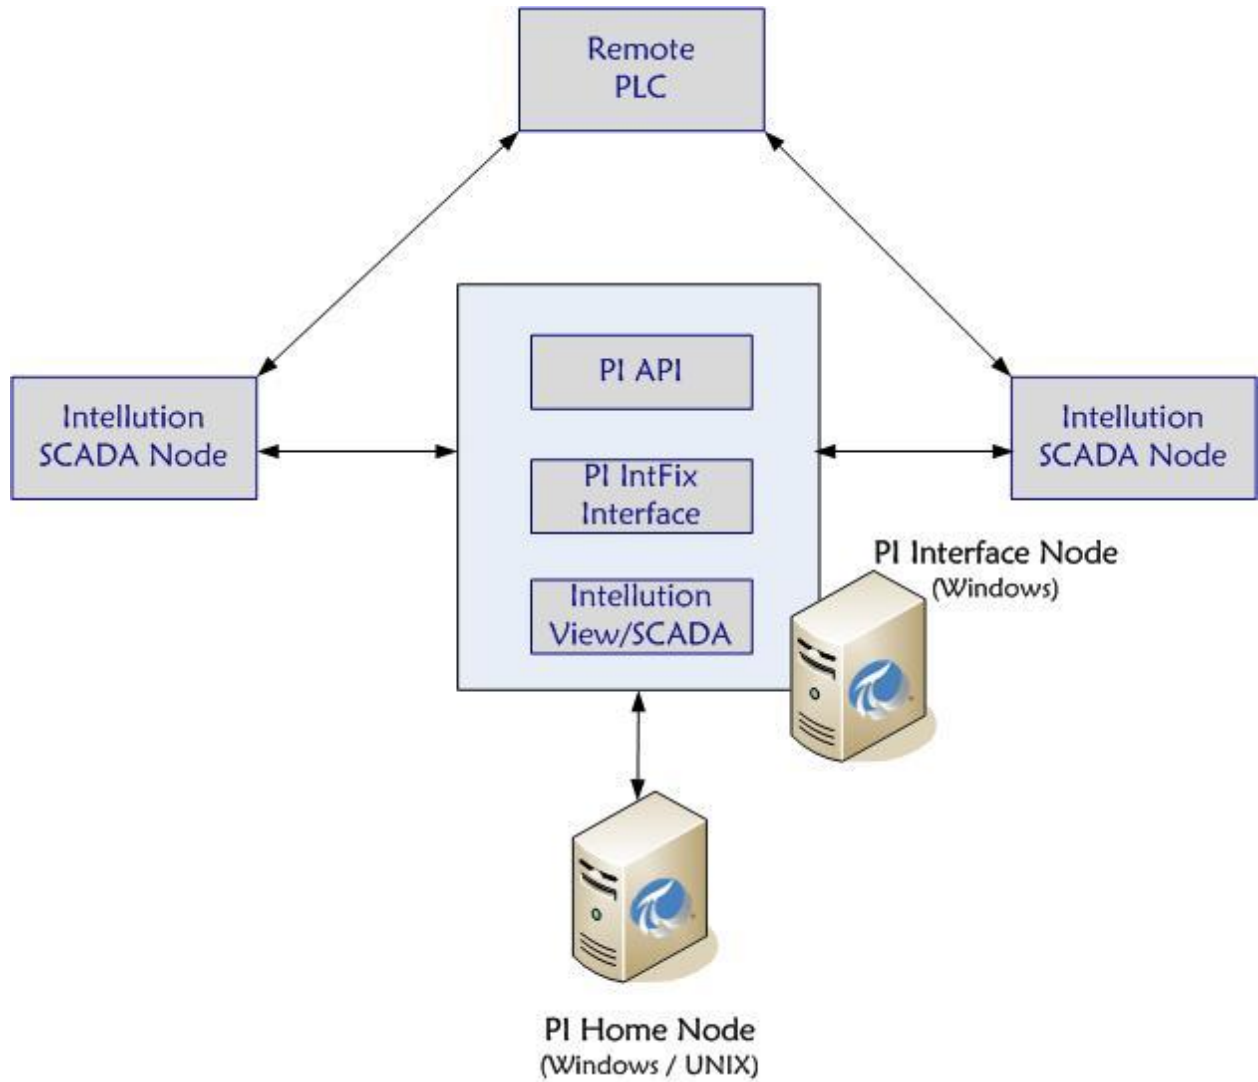 Remote
PLC
PI API
Intellution
SCADA Node
PI IntFix
Interface
Intellution
SCADA Node
PI Interface Node
(Windows)
Intellution
View/SCADA
PI Home Node
(Windows / UNIX)